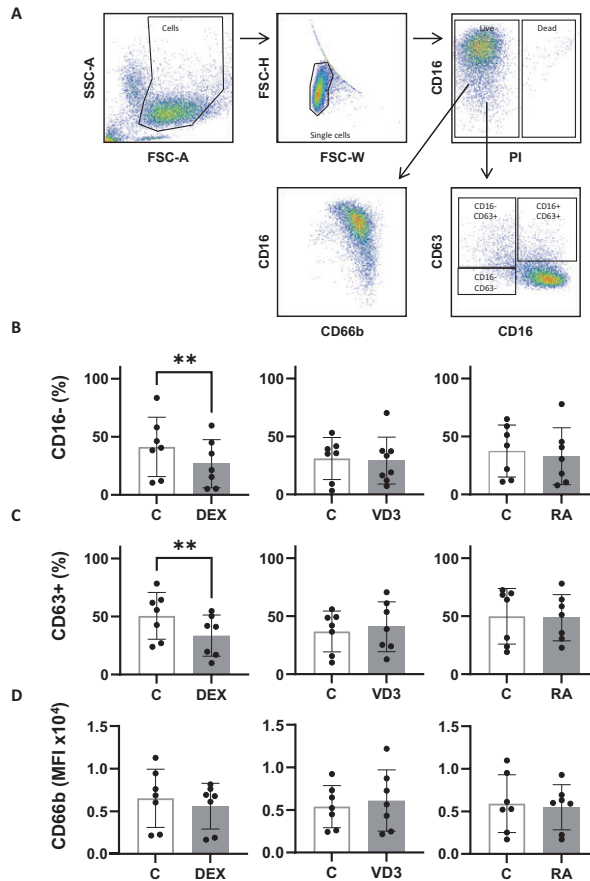 A
Cells
SSC-A
FSC-A
FSC-H
Single cells
FSC-W
Live
Dead
CD16
PI
CD16
CD66b
CD16-
CD63+
CD16+
CD63+
CD16-
CD63-
CD63
CD16
B
CD16- (%)
100
50
0
**
C
DEX
100
50
0
C
VD3
100
50
0
C
RA
C
CD63+ (%)
100
50
0
**
C
DEX
100
50
0
C
VD3
100
50
0
C
RA
D
CD66b (MFI x10⁴)
1.5
1.0
0.5
0.0
C
DEX
1.5
1.0
0.5
0.0
C
VD3
1.5
1.0
0.5
0.0
C
RA